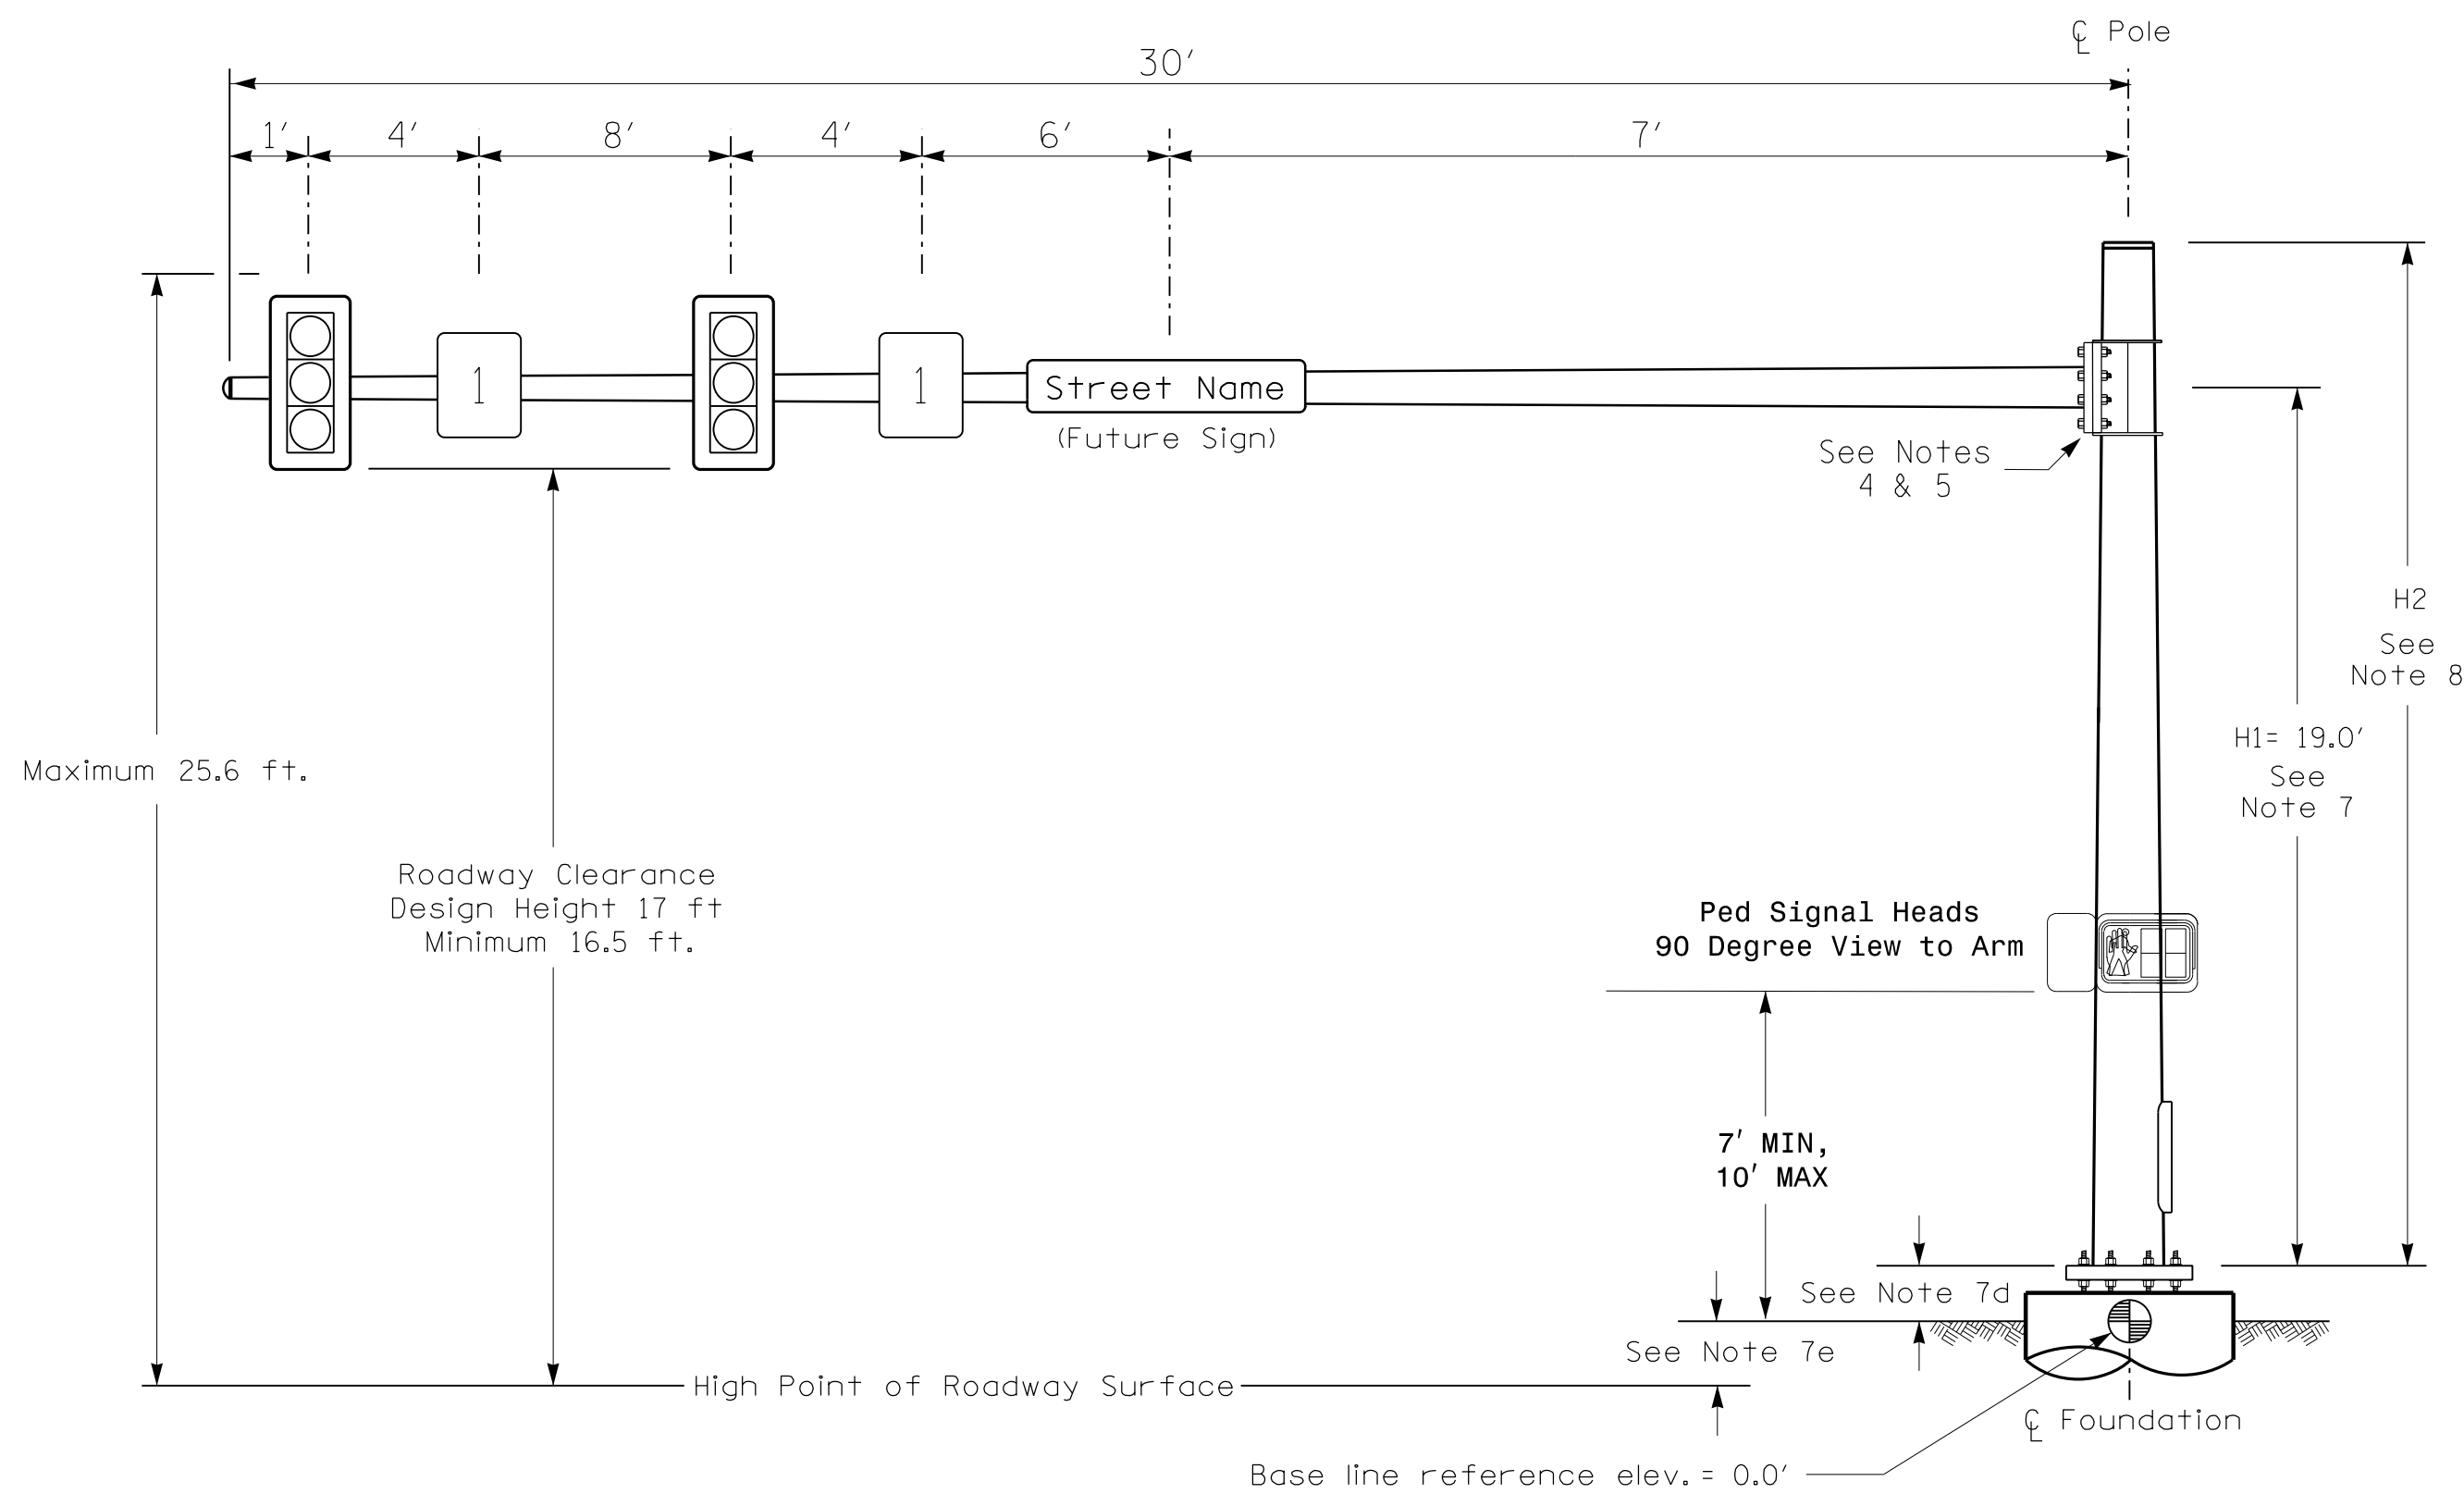 ℄ Pole
30'
1' 4' 8' 4' 6' 7'
1
1
Street Name
(Future Sign)
See Notes
4 & 5
H2
See
Note 8
H1= 19.0'
See
Note 7
Maximum 25.6 ft.
Roadway Clearance
Design Height 17 ft
Minimum 16.5 ft.
Ped Signal Heads
90 Degree View to Arm
7' MIN,
10' MAX
See Note 7d
See Note 7e
High Point of Roadway Surface
℄ Foundation
Base line reference elev. = 0.0'